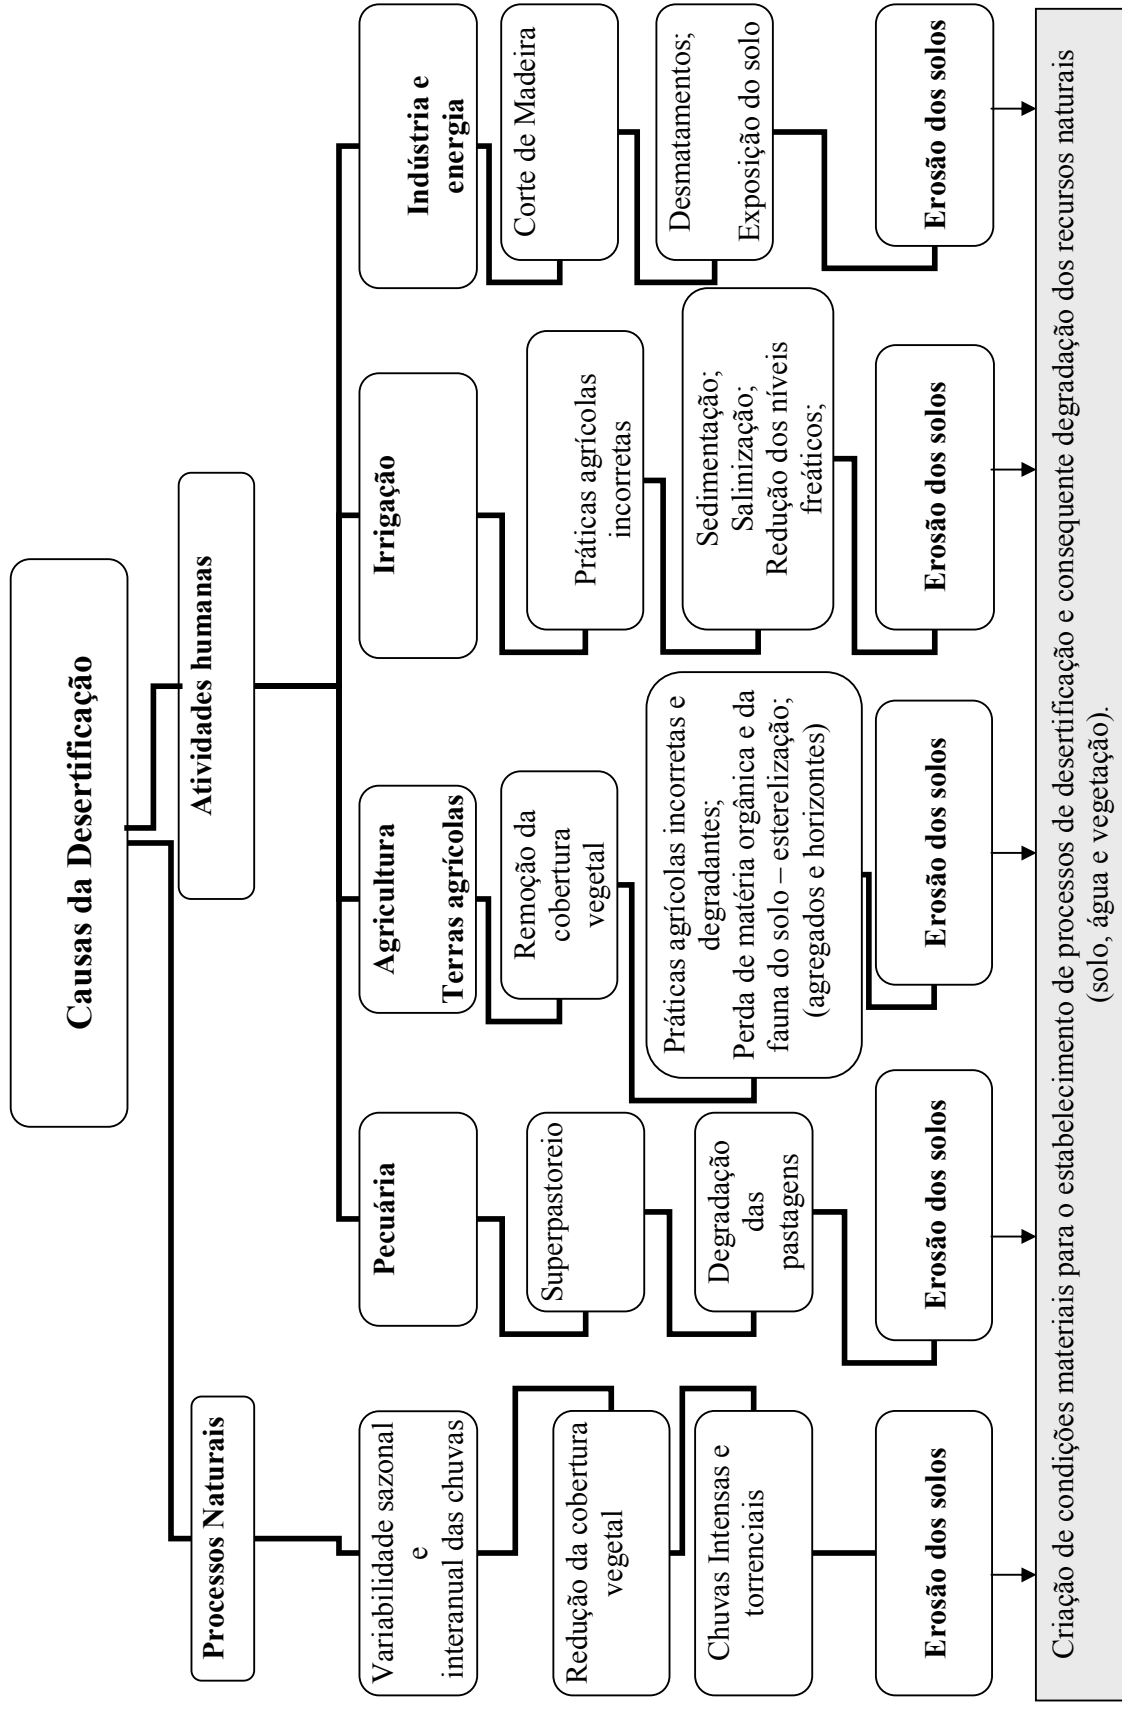 Causas da Desertificação
Processos Naturais
Atividades humanas
Variabilidade sazonal
e
interanual das chuvas
Redução da cobertura
vegetal
Chuvas Intensas e
torrenciais
Erosão dos solos
Pecuária
Superpastoreio
Degradação
das
pastagens
Erosão dos solos
Agricultura
Terras agrícolas
Remoção da
cobertura
vegetal
Práticas agrícolas incorretas e
degradantes;
Perda de matéria orgânica e da
fauna do solo – esterelização;
(agregados e horizontes)
Erosão dos solos
Irrigação
Práticas agrícolas
incorretas
Sedimentação;
Salinização;
Redução dos níveis
freáticos;
Erosão dos solos
Indústria e
energia
Corte de Madeira
Desmatamentos;
Exposição do solo
Erosão dos solos
Criação de condições materiais para o estabelecimento de processos de desertificação e consequente degradação dos recursos naturais
(solo, água e vegetação).